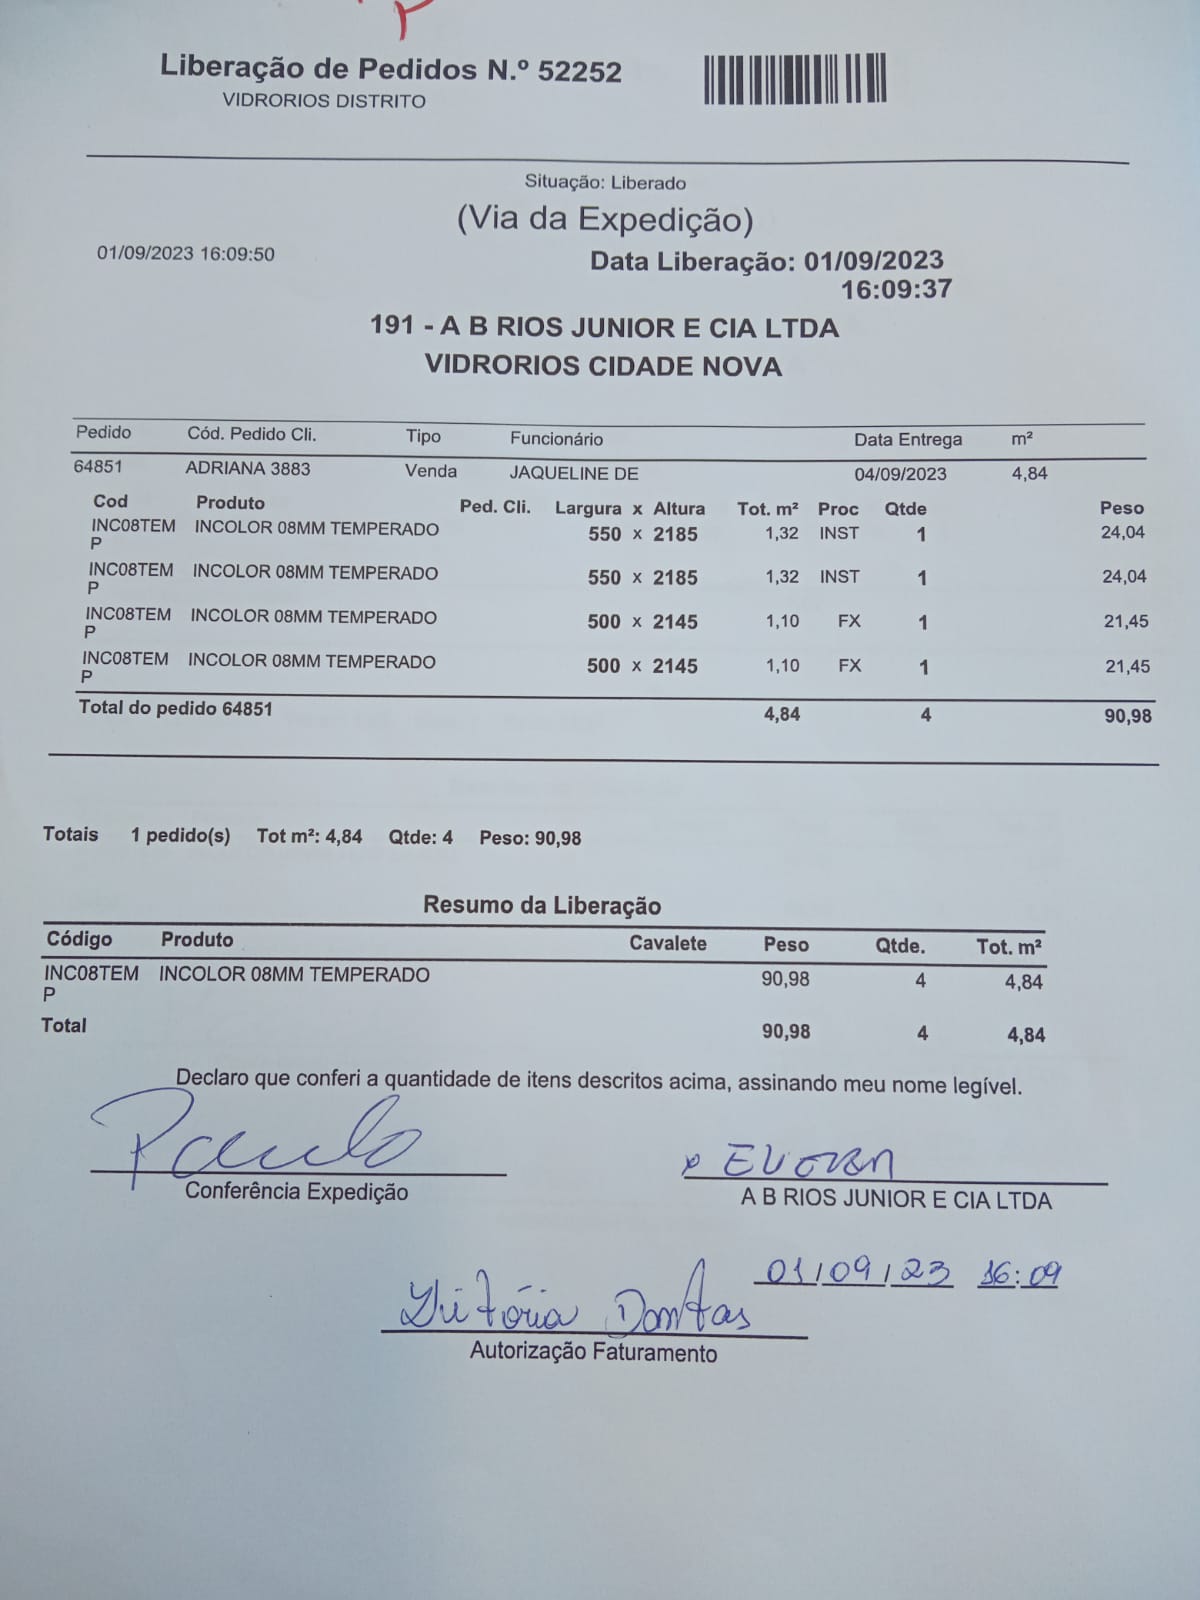 Liberação de Pedidos N.º 52252
VIDRORIOS DISTRITO
Situação: Liberado
(Via da Expedição)
01/09/2023 16:09:50
Data Liberação: 01/09/2023
16:09:37
191 - A B RIOS JUNIOR E CIA LTDA
VIDRORIOS CIDADE NOVA
Pedido Cód. Pedido Cli. Tipo Funcionário Data Entrega m²
64851 ADRIANA 3883 Venda JAQUELINE DE 04/09/2023 4,84
Cod Produto Ped. Cli. Largura x Altura Tot. m² Proc Qtde Peso
INC08TEM INCOLOR 08MM TEMPERADO 550 x 2185 1,32 INST 1 24,04
P
INC08TEM INCOLOR 08MM TEMPERADO 550 x 2185 1,32 INST 1 24,04
P
INC08TEM INCOLOR 08MM TEMPERADO 500 x 2145 1,10 FX 1 21,45
P
INC08TEM INCOLOR 08MM TEMPERADO 500 x 2145 1,10 FX 1 21,45
P
Total do pedido 64851 4,84 4 90,98
Totais 1 pedido(s) Tot m²: 4,84 Qtde: 4 Peso: 90,98
Resumo da Liberação
Código Produto Cavalete Peso Qtde. Tot. m²
INC08TEM INCOLOR 08MM TEMPERADO 90,98 4 4,84
P
Total 90,98 4 4,84
Declaro que conferi a quantidade de itens descritos acima, assinando meu nome legível.
Paulo
Conferência Expedição
A B RIOS JUNIOR E CIA LTDA
01/09/23 16:09
Vitória Dantas
Autorização Faturamento